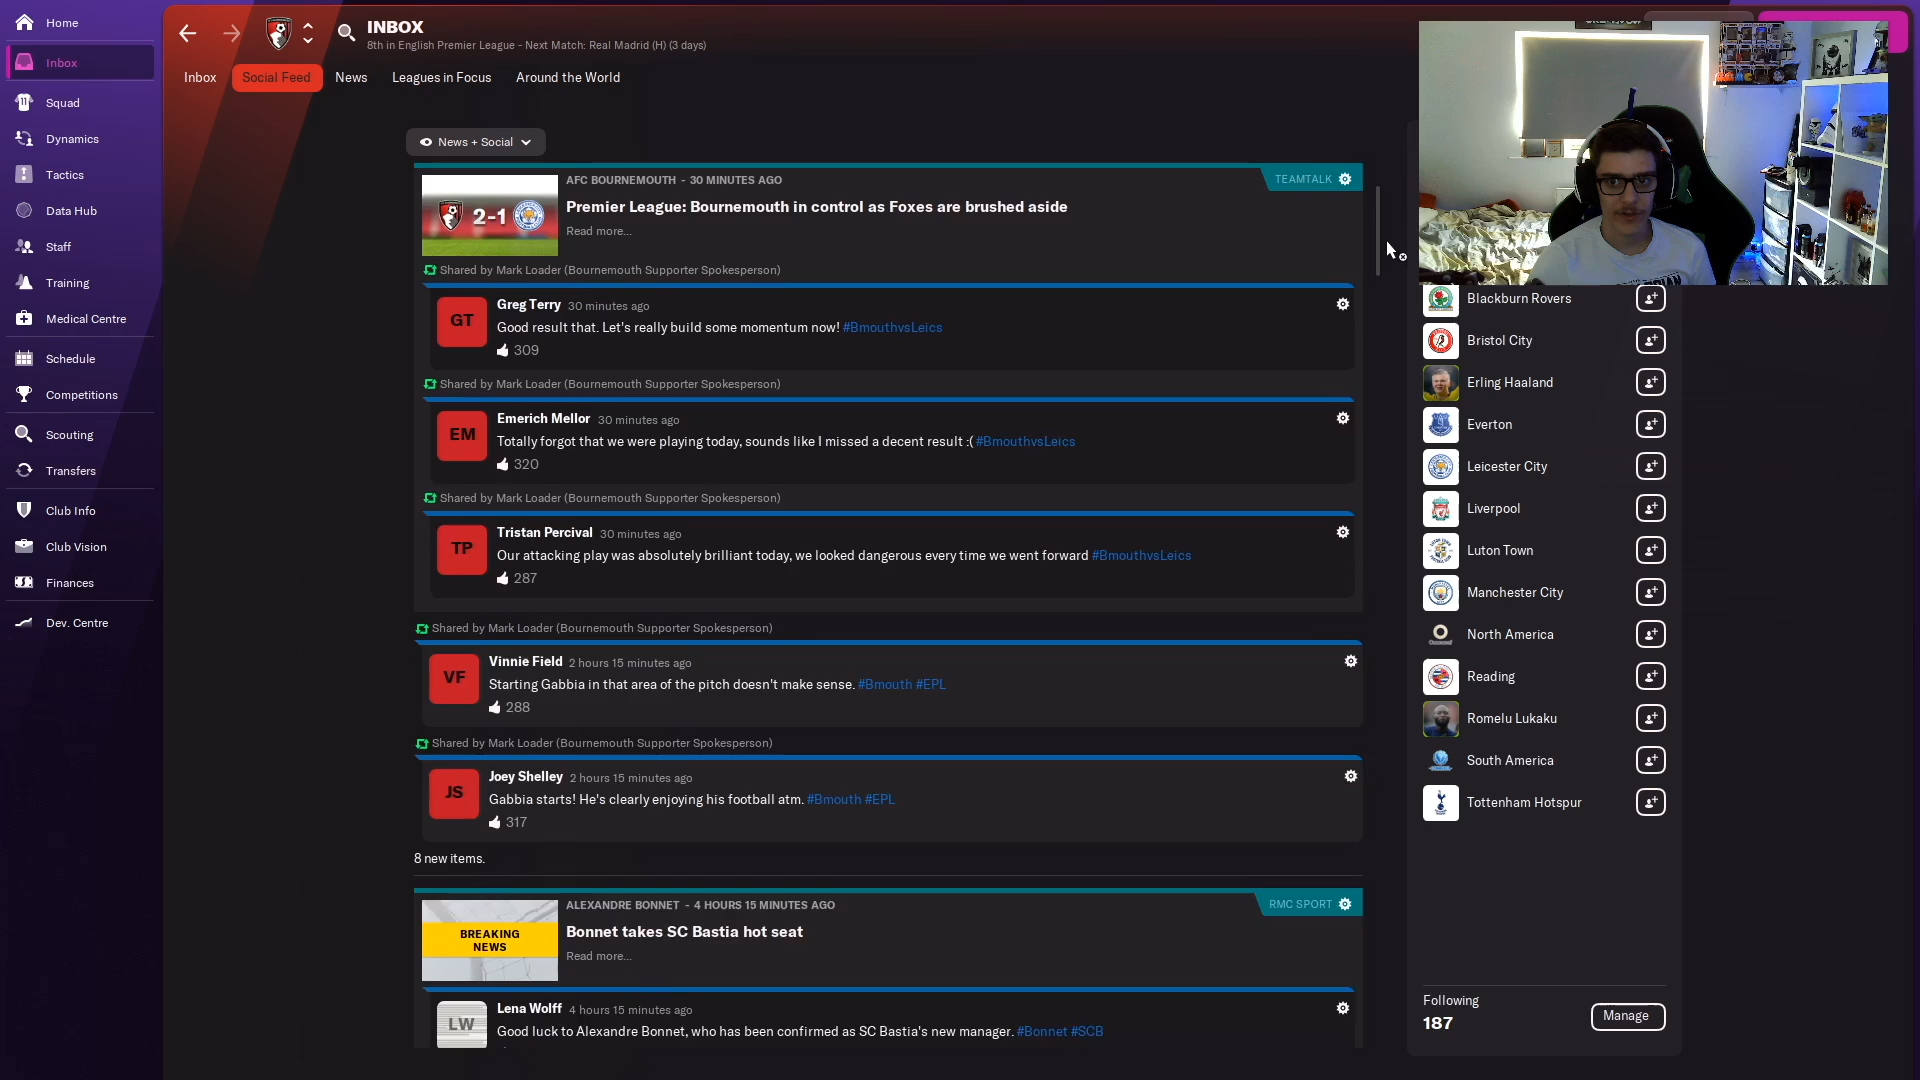 Home
Inbox
Squad
Dynamics
Tactics
Data Hub
Staff
Training
Medical Centre
Schedule
Competitions
Scouting
Transfers
Club Info
Club Vision
Finances
Dev. Centre
INBOX
8th in English Premier League - Next Match: Real Madrid (H) (3 days)
Inbox Social Feed News Leagues in Focus Around the World
News + Social
2-1
AFC BOURNEMOUTH - 30 MINUTES AGO
TEAMTALK
Premier League: Bournemouth in control as Foxes are brushed aside
Read more...
Shared by Mark Loader (Bournemouth Supporter Spokesperson)
GT
Greg Terry 30 minutes ago
Good result that. Let's really build some momentum now! #BmouthvsLeics
309
Shared by Mark Loader (Bournemouth Supporter Spokesperson)
EM
Emerich Mellor 30 minutes ago
Totally forgot that we were playing today, sounds like I missed a decent result :( #BmouthvsLeics
320
Shared by Mark Loader (Bournemouth Supporter Spokesperson)
TP
Tristan Percival 30 minutes ago
Our attacking play was absolutely brilliant today, we looked dangerous every time we went forward #BmouthvsLeics
287
Shared by Mark Loader (Bournemouth Supporter Spokesperson)
VF
Vinnie Field 2 hours 15 minutes ago
Starting Gabbia in that area of the pitch doesn't make sense. #Bmouth #EPL
288
Shared by Mark Loader (Bournemouth Supporter Spokesperson)
JS
Joey Shelley 2 hours 15 minutes ago
Gabbia starts! He's clearly enjoying his football atm. #Bmouth #EPL
317
8 new items.
BREAKING
NEWS
ALEXANDRE BONNET - 4 HOURS 15 MINUTES AGO
RMC SPORT
Bonnet takes SC Bastia hot seat
Read more...
LW
Lena Wolff 4 hours 15 minutes ago
Good luck to Alexandre Bonnet, who has been confirmed as SC Bastia's new manager. #Bonnet #SCB
Blackburn Rovers
Bristol City
Erling Haaland
Everton
Leicester City
Liverpool
Luton Town
Manchester City
North America
Reading
Romelu Lukaku
South America
Tottenham Hotspur
Following
187
Manage